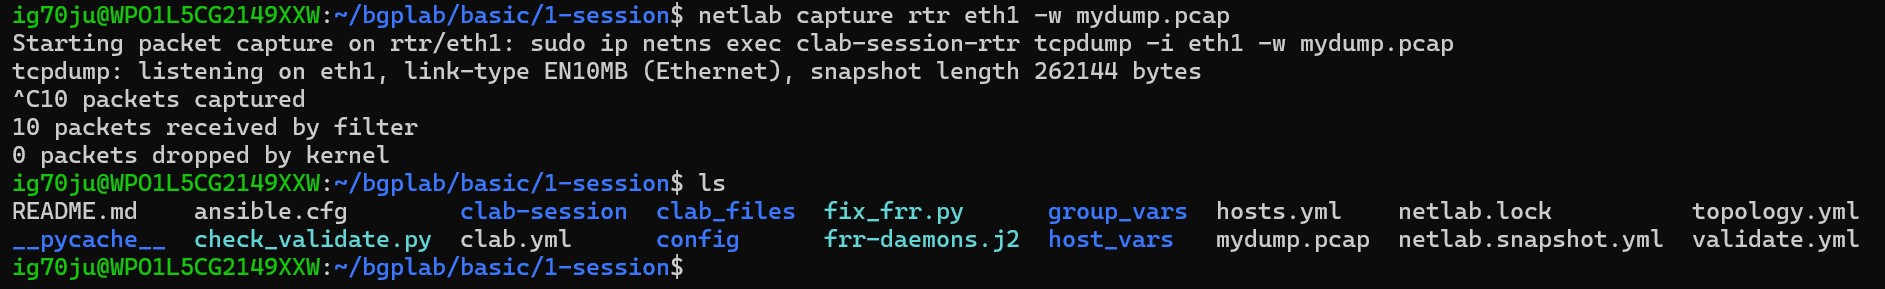 ig70ju@WPO1L5CG2149XXW:~/bgplab/basic/1-session$ netlab capture rtr eth1 -w mydump.pcap
Starting packet capture on rtr/eth1: sudo ip netns exec clab-session-rtr tcpdump -i eth1 -w mydump.pcap
tcpdump: listening on eth1, link-type EN10MB (Ethernet), snapshot length 262144 bytes
^C10 packets captured
10 packets received by filter
0 packets dropped by kernel
ig70ju@WPO1L5CG2149XXW:~/bgplab/basic/1-session$ ls
README.md    ansible.cfg        clab-session  clab_files  fix_frr.py      group_vars  hosts.yml    netlab.lock          topology.yml
__pycache__  check_validate.py  clab.yml      config      frr-daemons.j2  host_vars   mydump.pcap  netlab.snapshot.yml  validate.yml
ig70ju@WPO1L5CG2149XXW:~/bgplab/basic/1-session$